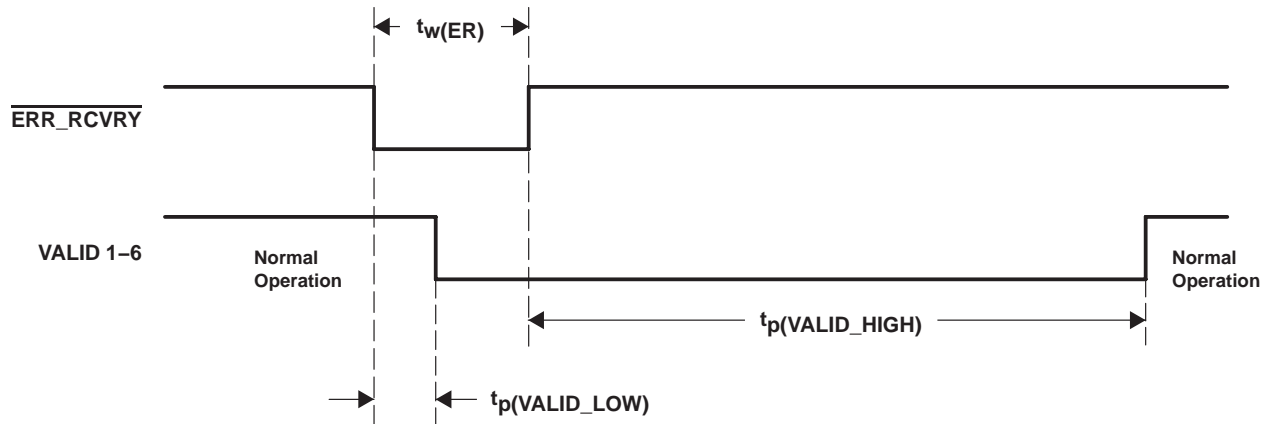 tw(ER)
ERR_RCVRY
VALID 1–6
Normal
Operation
Normal
Operation
tp(VALID_HIGH)
tp(VALID_LOW)